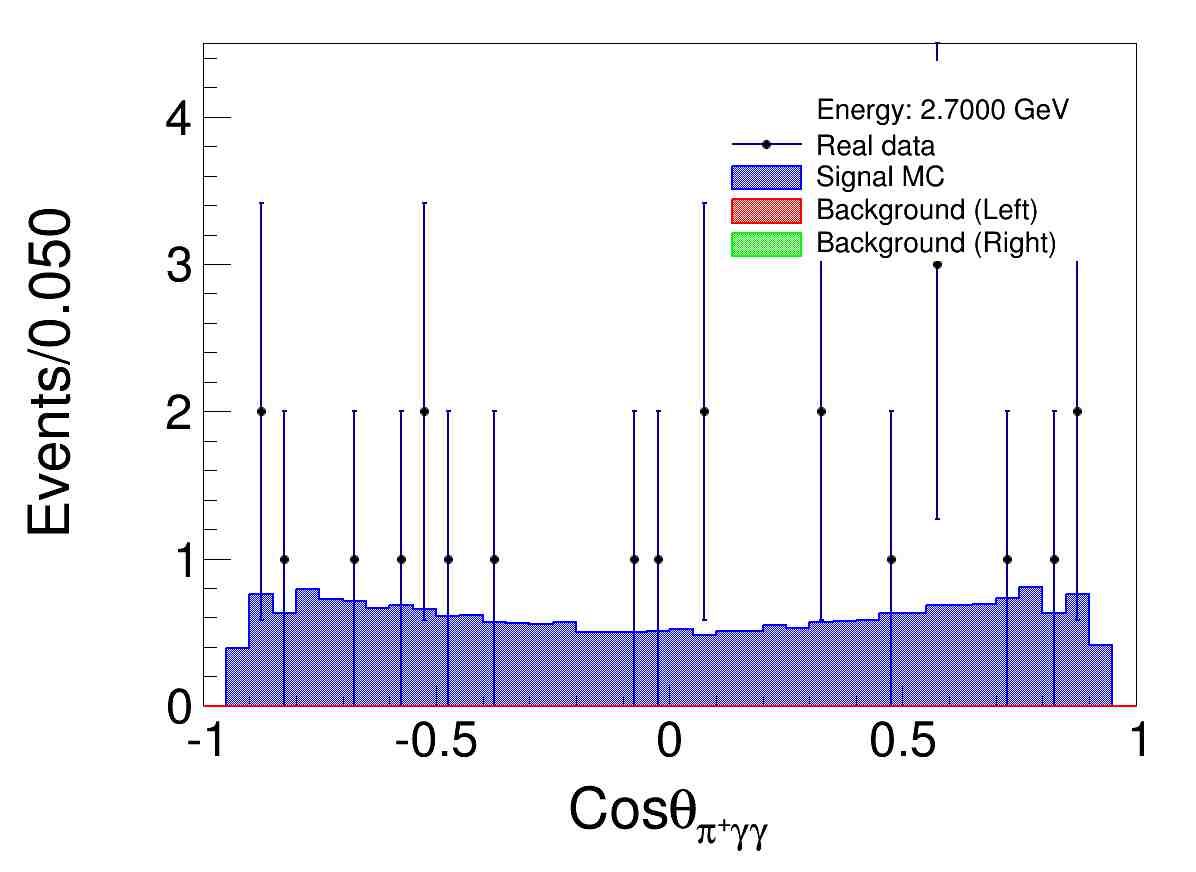 Events/0.050
4
3
2
1
0
Energy: 2.7000 GeV
Real data
Signal MC
Background (Left)
Background (Right)
-1 -0.5 0 0.5 1
Cosθπ+γγ